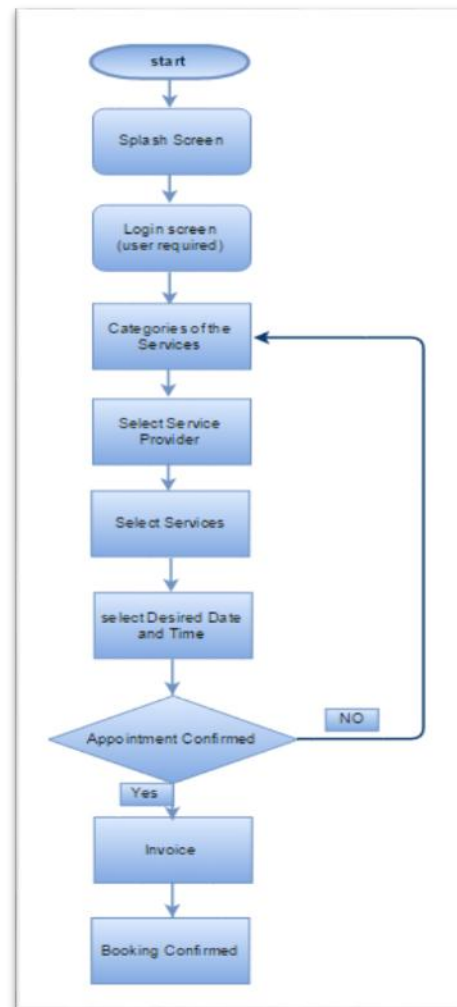 start
Splash Screen
Login screen
(user required)
Categories of the
Services
Select Service
Provider
Select Services
select Desired Date
and Time
Appointment Confirmed
NO
Yes
Invoice
Booking Confirmed